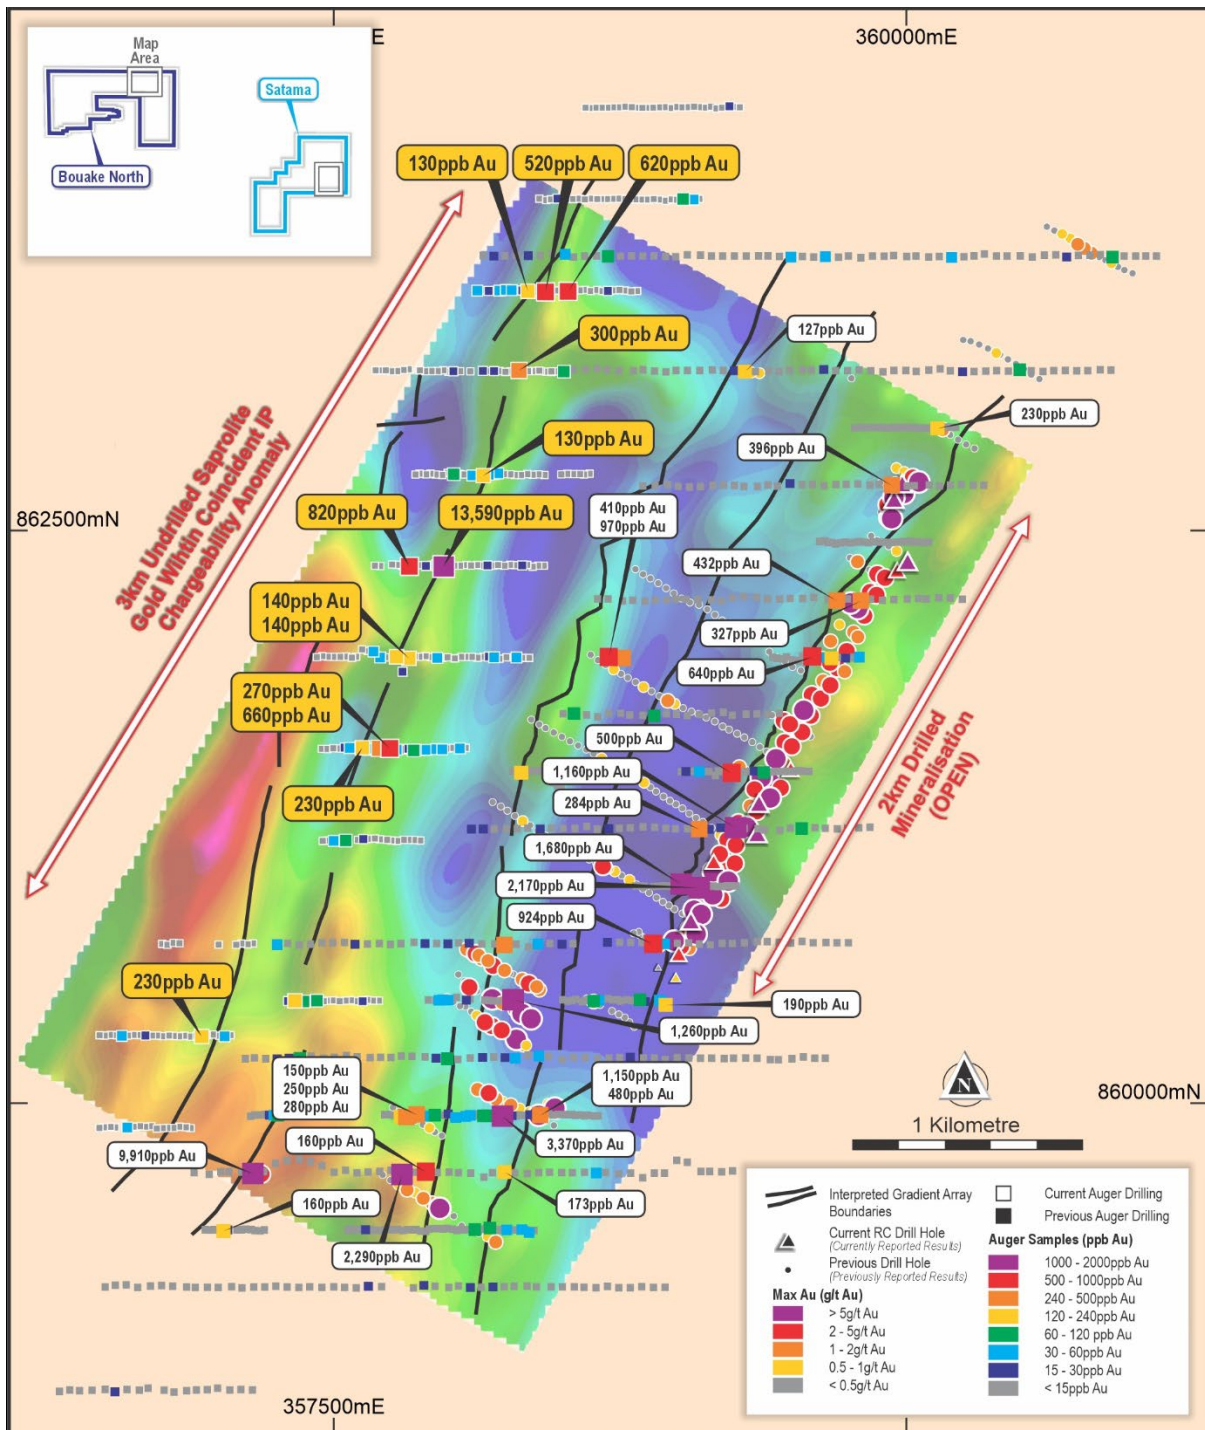 E
360000mE
Map
Area
Satama
Bouake North
130ppb Au
520ppb Au
620ppb Au
300ppb Au
127ppb Au
230ppb Au
396ppb Au
130ppb Au
820ppb Au
13,590ppb Au
410ppb Au
970ppb Au
862500mN
432ppb Au
327ppb Au
640ppb Au
140ppb Au
140ppb Au
270ppb Au
660ppb Au
230ppb Au
500ppb Au
1,160ppb Au
284ppb Au
1,680ppb Au
2,170ppb Au
924ppb Au
3km Undrilled Saprolite
Gold Wihtin Coincident IP
Chargeability Anomaly
2km Drilled
Mineralisation
(OPEN)
230ppb Au
190ppb Au
1,260ppb Au
150ppb Au
250ppb Au
280ppb Au
1,150ppb Au
480ppb Au
860000mN
3,370ppb Au
160ppb Au
9,910ppb Au
160ppb Au
173ppb Au
2,290ppb Au
N
1 Kilometre
Interpreted Gradient Array
Boundaries
Current RC Drill Hole
(Currently Reported Results)
Previous Drill Hole
(Previously Reported Results)
Max Au (g/t Au)
> 5g/t Au
2 - 5g/t Au
1 - 2g/t Au
0.5 - 1g/t Au
< 0.5g/t Au
Current Auger Drilling
Previous Auger Drilling
Auger Samples (ppb Au)
1000 - 2000ppb Au
500 - 1000ppb Au
240 - 500ppb Au
120 - 240ppb Au
60 - 120 ppb Au
30 - 60ppb Au
15 - 30ppb Au
< 15ppb Au
357500mE